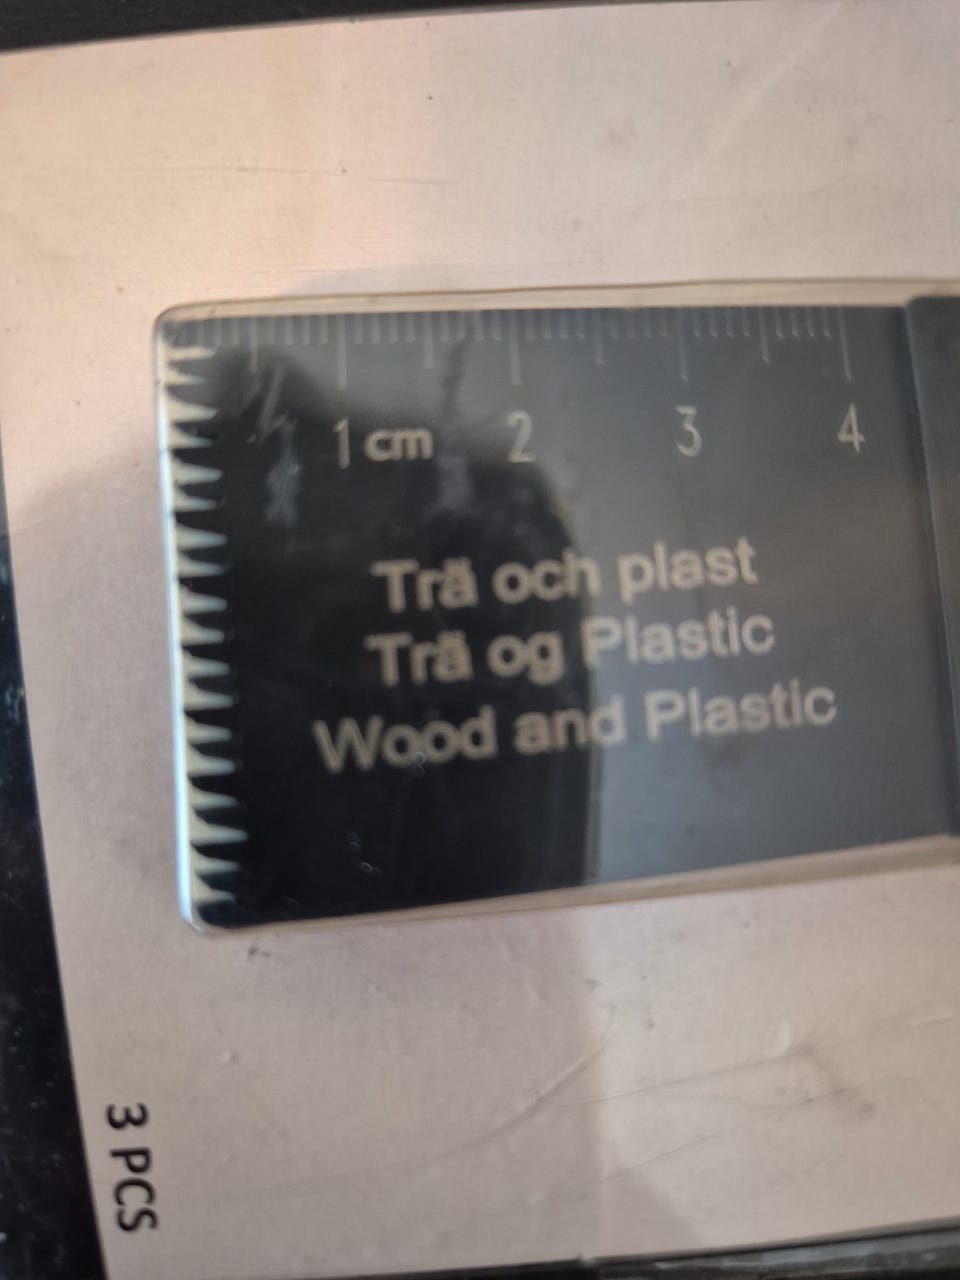 1 cm 2 3 4
Trä och plast
Trä og Plastic
Wood and Plastic
3 PCS